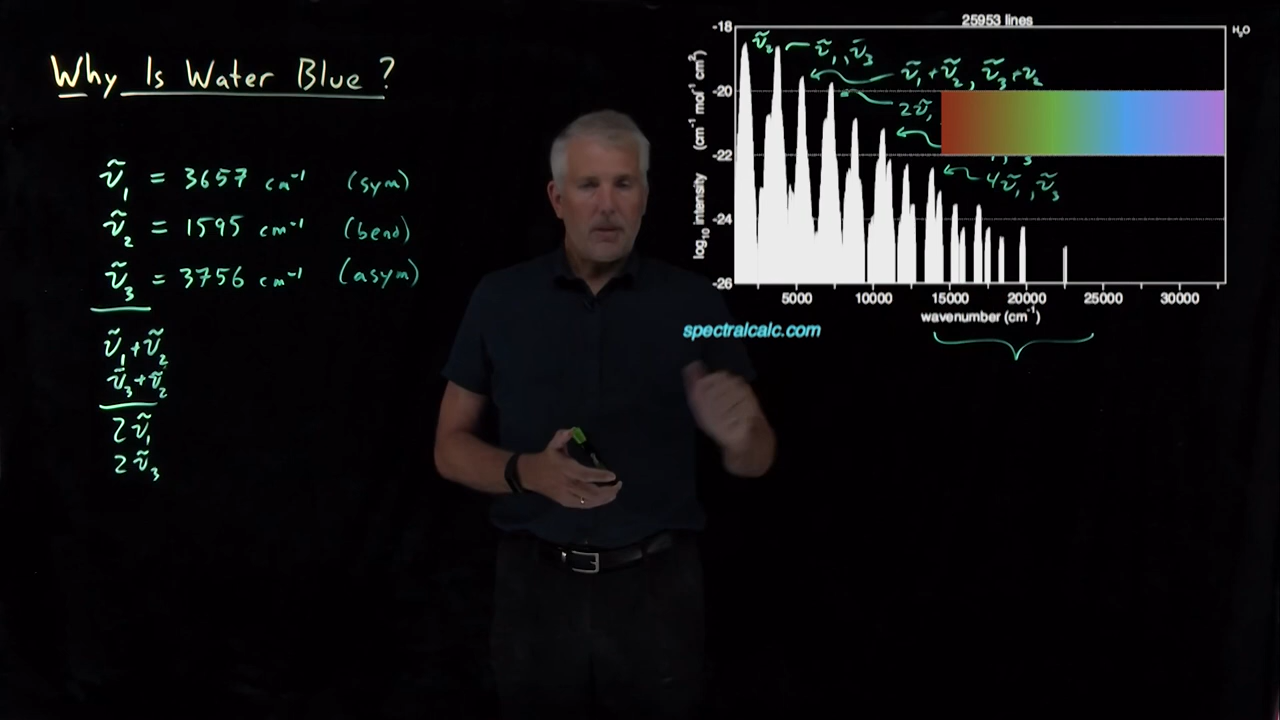 Why Is Water Blue?
ṽ₁ = 3657 cm⁻¹ (sym)
ṽ₂ = 1595 cm⁻¹ (bend)
ṽ₃ = 3756 cm⁻¹ (asym)
ṽ₁+ṽ₂
ṽ₃+ṽ₂
2ṽ₁
2ṽ₃
25953 lines
H₂O
-18
-20
-22
-24
-26
log₁₀ intensity (cm⁻¹ mol⁻¹ cm²)
ṽ₂
ṽ₁,ṽ₃
ṽ₁+ṽ₂, ṽ₃+ν₂
2ṽ₁
4ṽ₁,ṽ₃
5000 10000 15000 20000 25000 30000
wavenumber (cm⁻¹)
spectralcalc.com